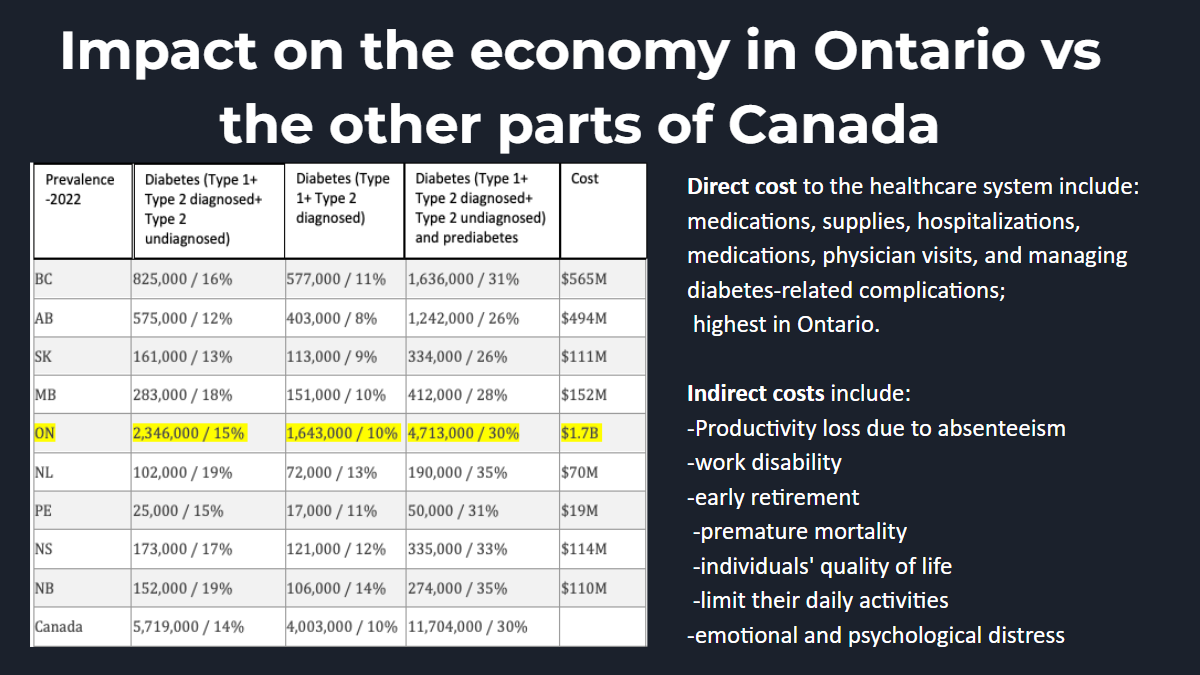 Impact on the economy in Ontario vs
the other parts of Canada
Prevalence
-2022
Diabetes (Type 1+
Type 2 diagnosed+
Type 2
undiagnosed)
Diabetes (Type
1+ Type 2
diagnosed)
Diabetes (Type 1+
Type 2 diagnosed+
Type 2 undiagnosed)
and prediabetes
Cost
BC 825,000 / 16% 577,000 / 11% 1,636,000 / 31% $565M
AB 575,000 / 12% 403,000 / 8% 1,242,000 / 26% $494M
SK 161,000 / 13% 113,000 / 9% 334,000 / 26% $111M
MB 283,000 / 18% 151,000 / 10% 412,000 / 28% $152M
ON 2,346,000 / 15% 1,643,000 / 10% 4,713,000 / 30% $1.7B
NL 102,000 / 19% 72,000 / 13% 190,000 / 35% $70M
PE 25,000 / 15% 17,000 / 11% 50,000 / 31% $19M
NS 173,000 / 17% 121,000 / 12% 335,000 / 33% $114M
NB 152,000 / 19% 106,000 / 14% 274,000 / 35% $110M
Canada 5,719,000 / 14% 4,003,000 / 10% 11,704,000 / 30%
Direct cost to the healthcare system include:
medications, supplies, hospitalizations,
medications, physician visits, and managing
diabetes-related complications;
highest in Ontario.
Indirect costs include:
-Productivity loss due to absenteeism
-work disability
-early retirement
-premature mortality
-individuals' quality of life
-limit their daily activities
-emotional and psychological distress